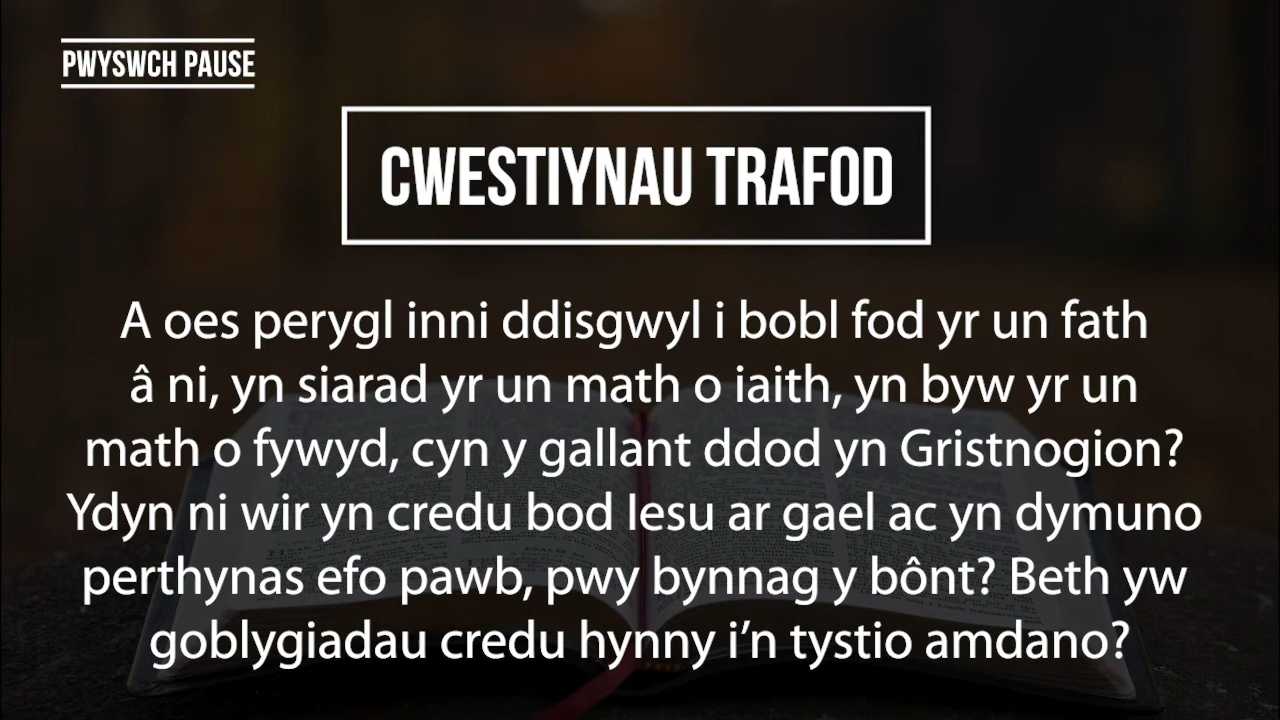 PWYSWCH PAUSE
CWESTIYNAU TRAFOD
A oes perygl inni ddisgwyl i bobl fod yr un fath
â ni, yn siarad yr un math o iaith, yn byw yr un
math o fywyd, cyn y gallant ddod yn Gristnogion?
Ydyn ni wir yn credu bod Iesu ar gael ac yn dymuno
perthynas efo pawb, pwy bynnag y bônt? Beth yw
goblygiadau credu hynny i’n tystio amdano?